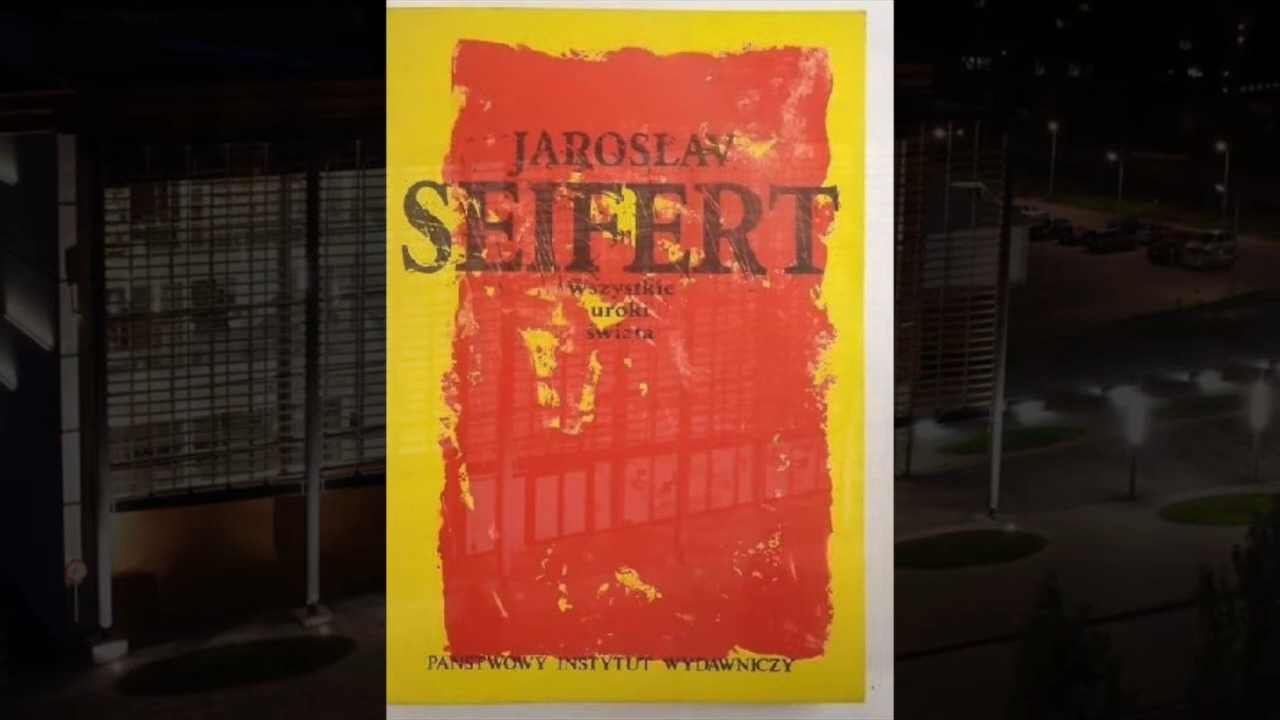 JAROSŁAV
SEIFERT
wszystkie
uroki
świata
PAŃSTWOWY INSTYTUT WYDAWNICZY